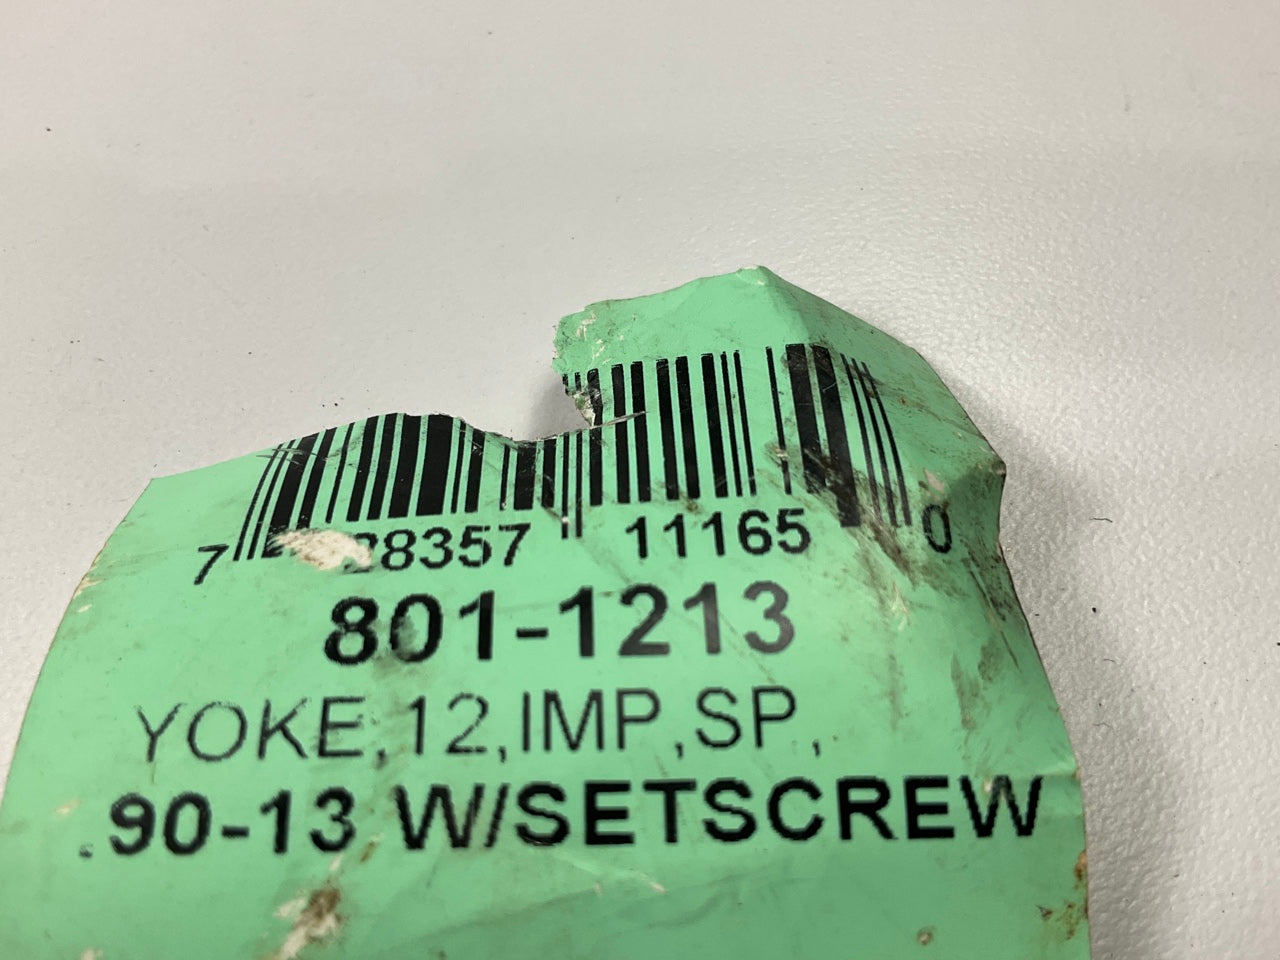 7 28357 11165 0
801-1213
YOKE,12,IMP,SP,
.90-13 W/SETSCREW